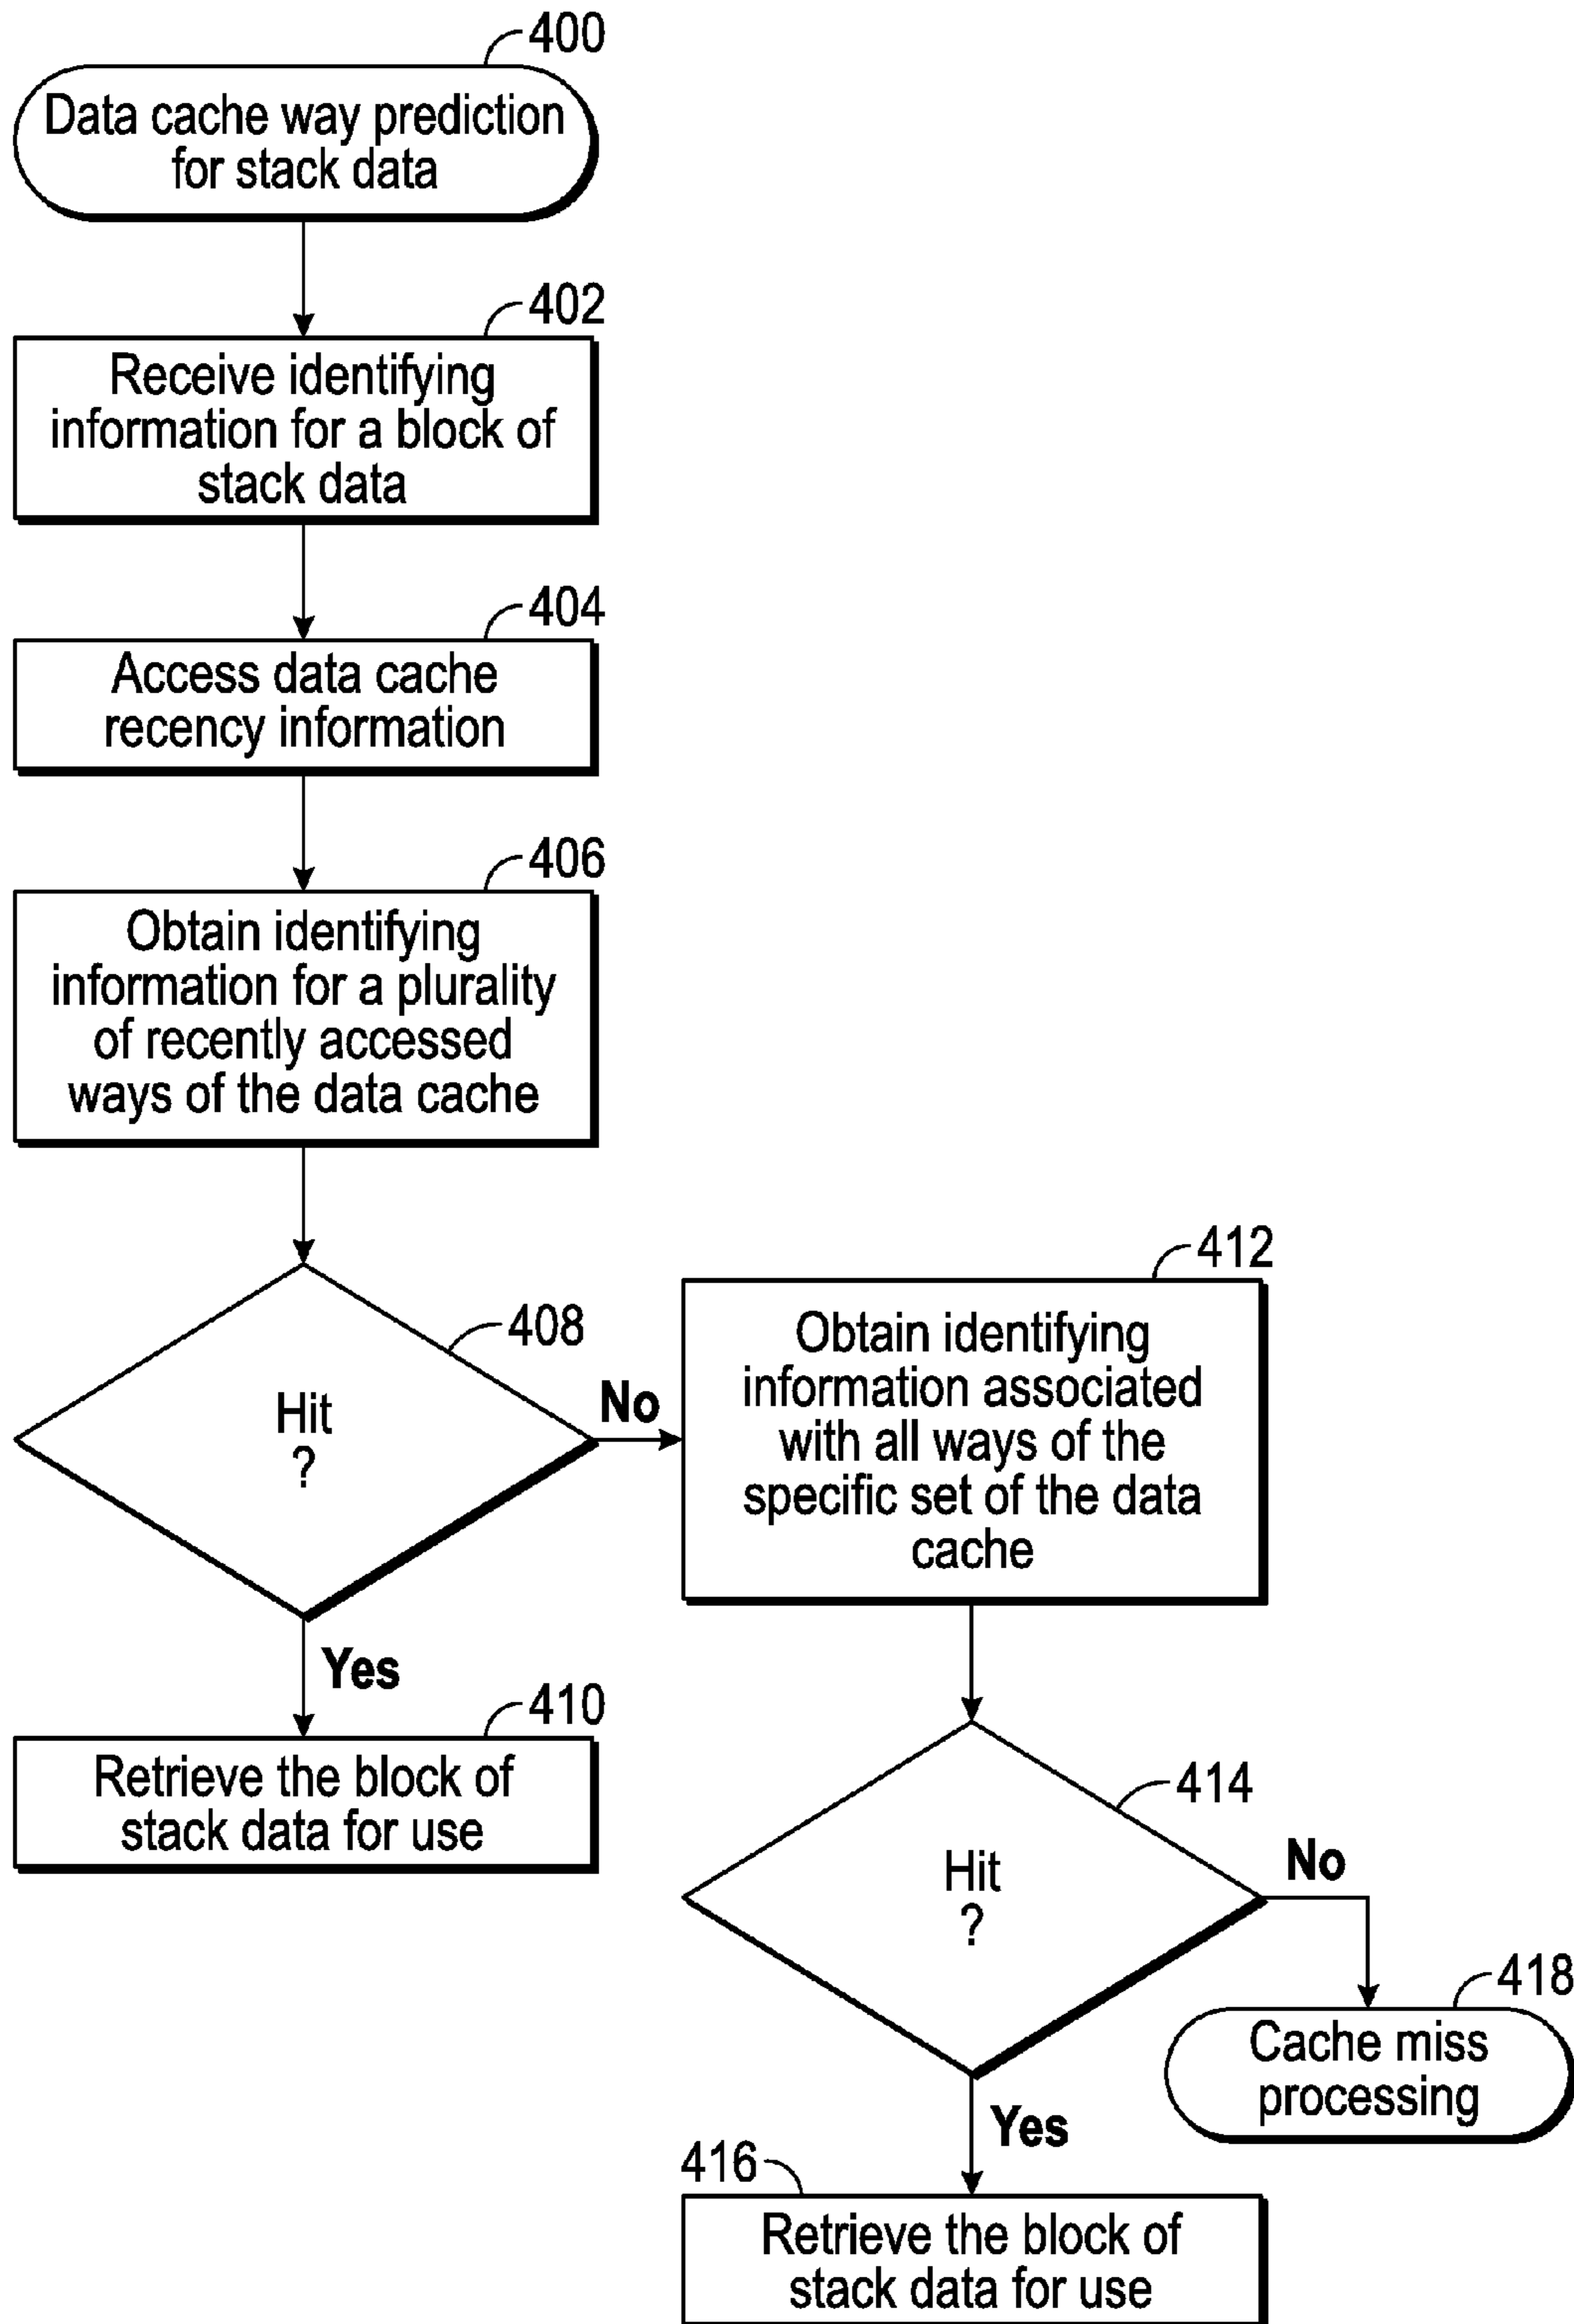 400
Data cache way prediction
for stack data
402
Receive identifying
information for a block of
stack data
404
Access data cache
recency information
406
Obtain identifying
information for a plurality
of recently accessed
ways of the data cache
408
Hit
?
No
Yes
410
Retrieve the block of
stack data for use
412
Obtain identifying
information associated
with all ways of the
specific set of the data
cache
414
Hit
?
No
418
Cache miss
processing
Yes
416
Retrieve the block of
stack data for use